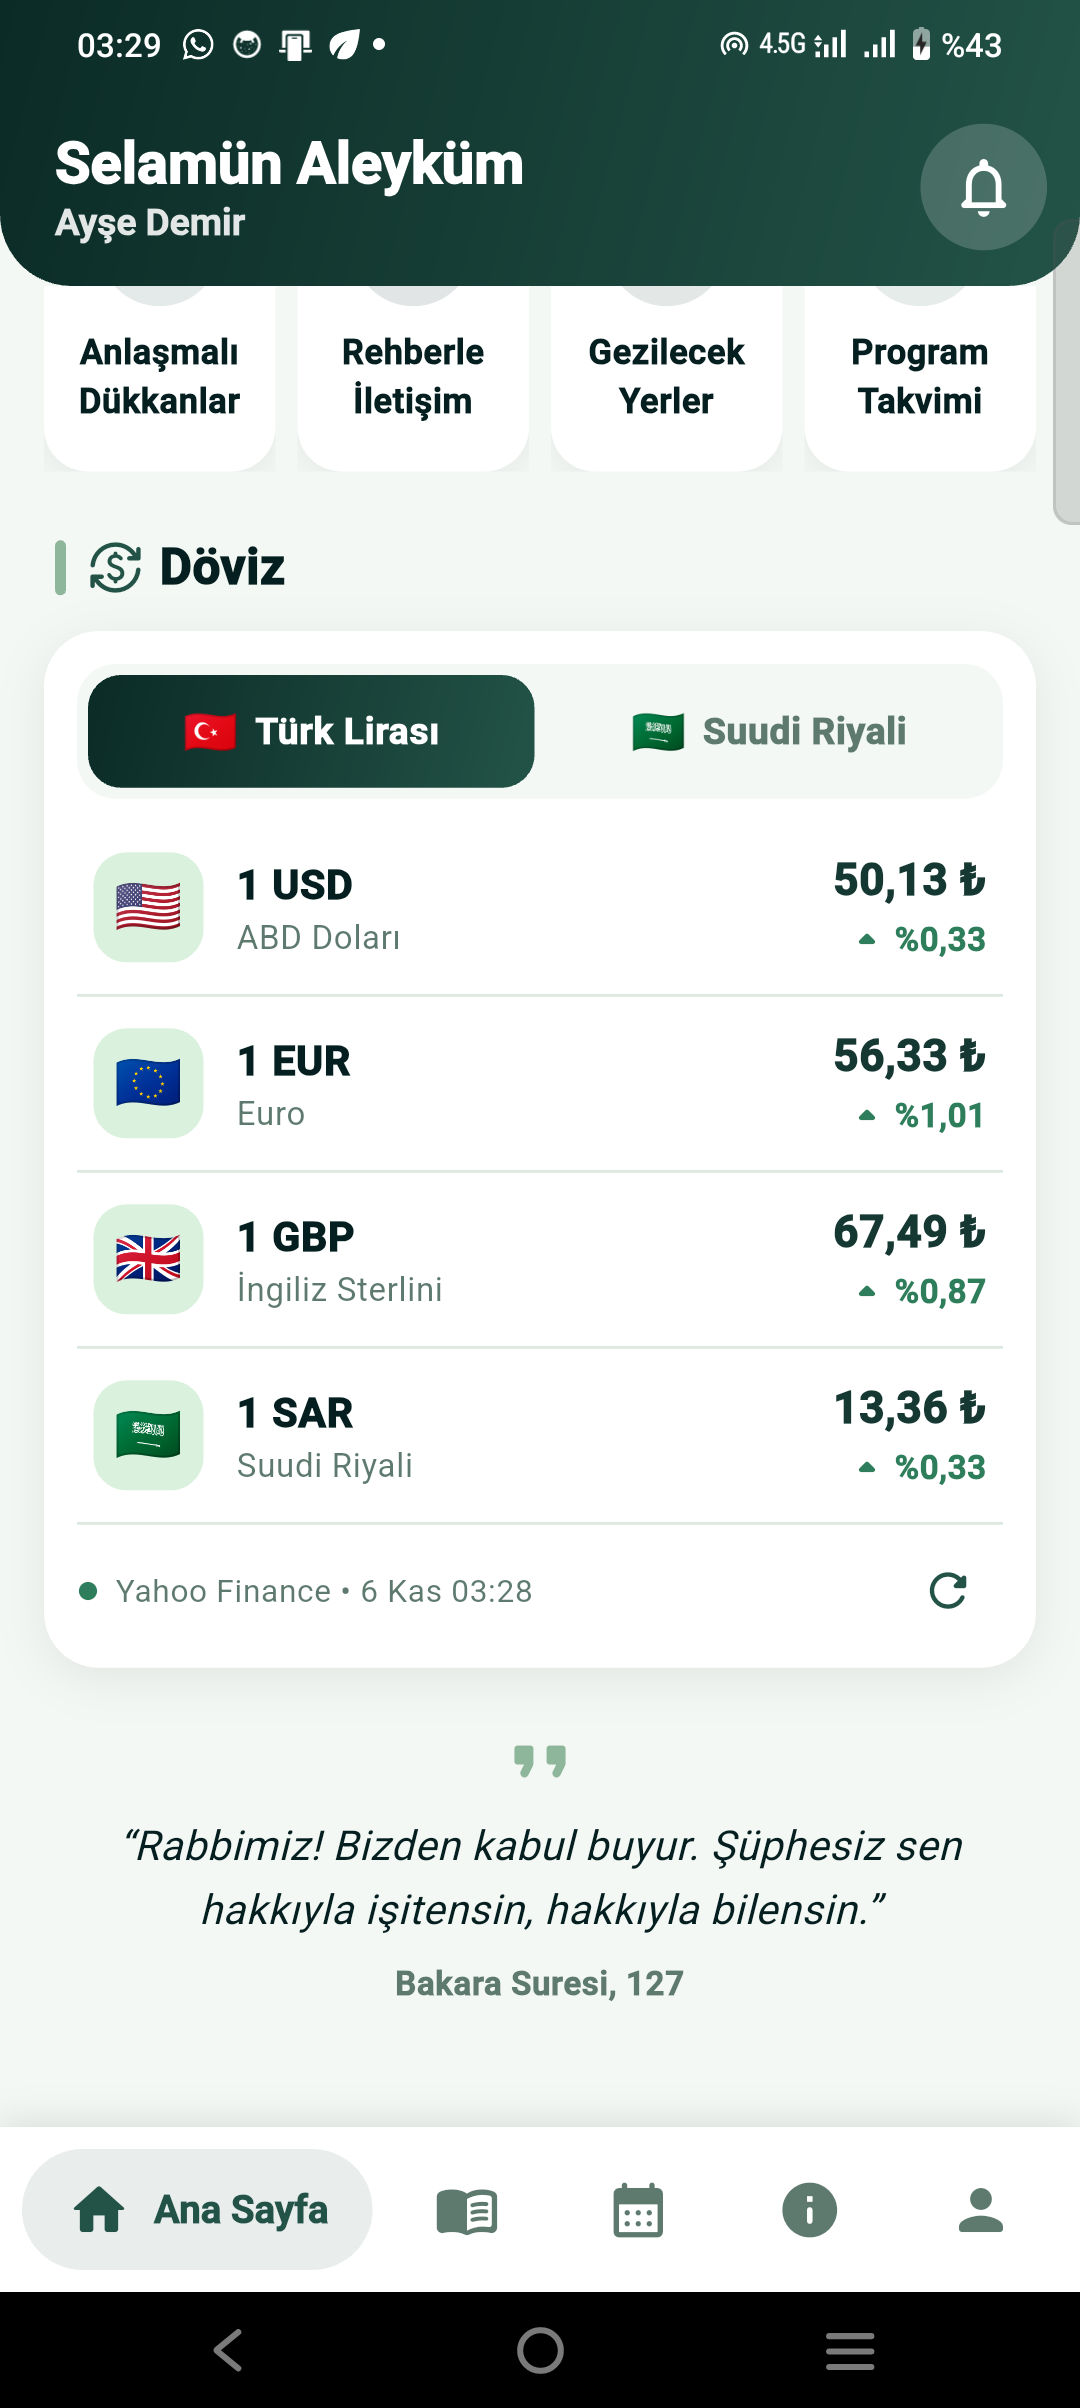 03:29
4.5G
%43
Selamün Aleyküm
Ayşe Demir
Anlaşmalı
Dükkanlar
Rehberle
İletişim
Gezilecek
Yerler
Program
Takvimi
Döviz
Türk Lirası
Suudi Riyali
1 USD
50,13 ₺
ABD Doları
%0,33
1 EUR
56,33 ₺
Euro
%1,01
1 GBP
67,49 ₺
İngiliz Sterlini
%0,87
1 SAR
13,36 ₺
Suudi Riyali
%0,33
Yahoo Finance • 6 Kas 03:28
“Rabbimiz! Bizden kabul buyur. Şüphesiz sen
hakkıyla işitensin, hakkıyla bilensin.”
Bakara Suresi, 127
Ana Sayfa